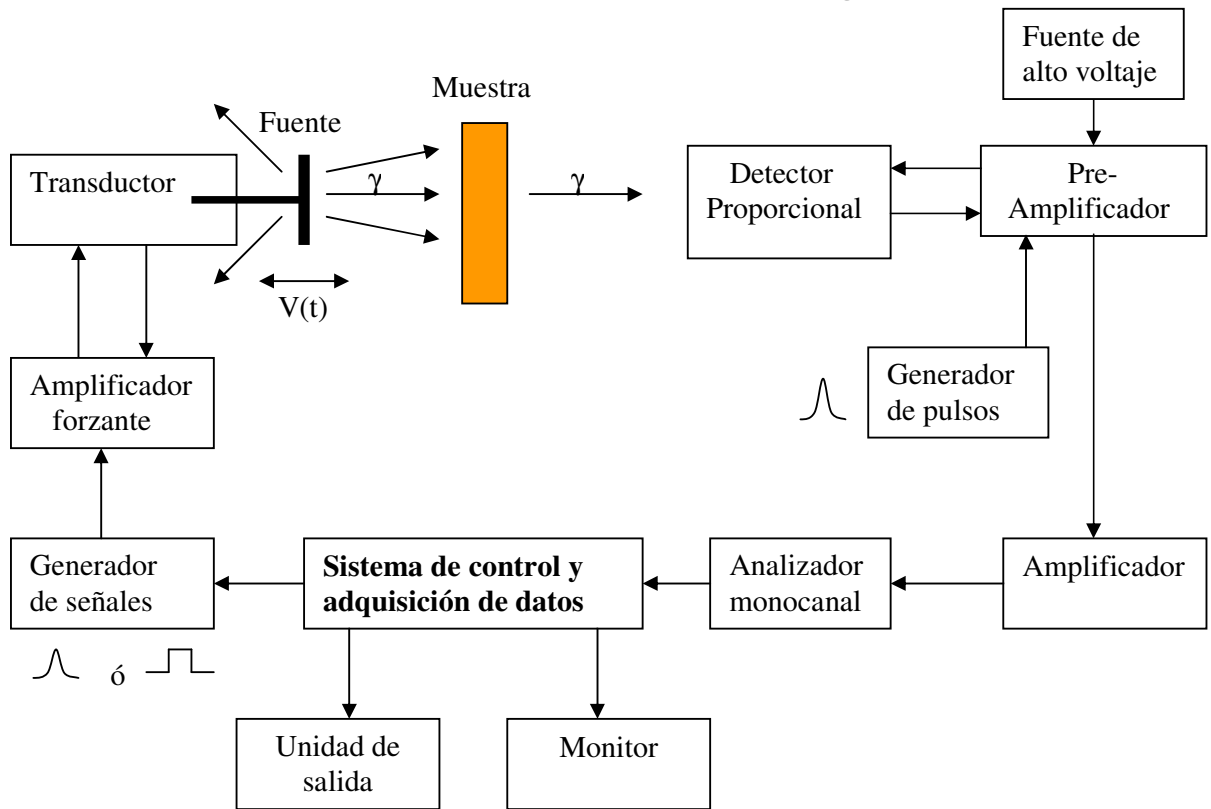 Fuente de
alto voltaje
Muestra
Fuente
Transductor
γ
γ
Detector
Proporcional
Pre-
Amplificador
V(t)
Amplificador
forzante
Generador
de pulsos
Generador
de señales
Sistema de control y
adquisición de datos
Analizador
monocanal
Amplificador
ó
Unidad de
salida
Monitor